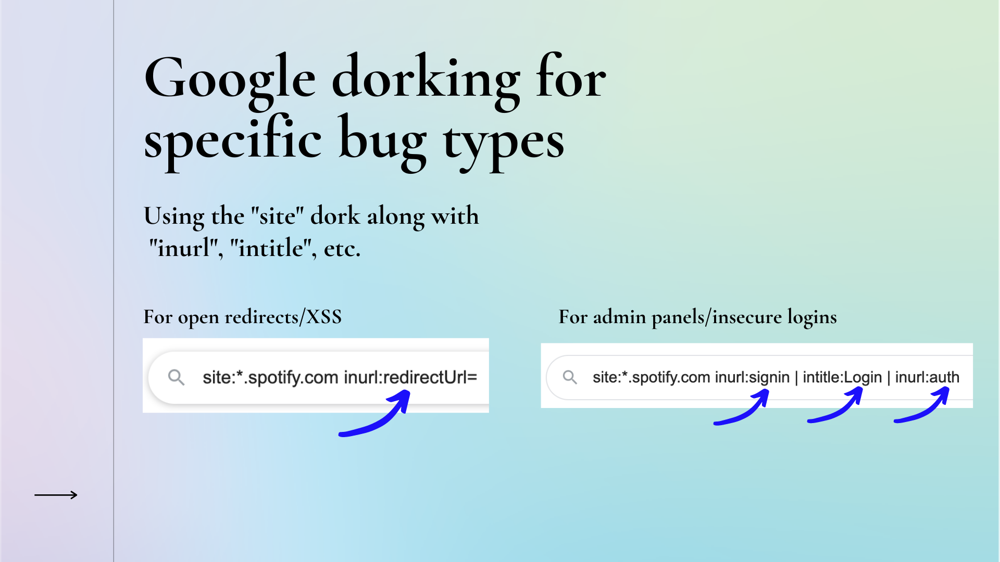 Google dorking for
specific bug types
Using the "site" dork along with
"inurl", "intitle", etc.
For open redirects/XSS
site:*.spotify.com inurl:redirectUrl=
For admin panels/insecure logins
site:*.spotify.com inurl:signin | intitle:Login | inurl:auth